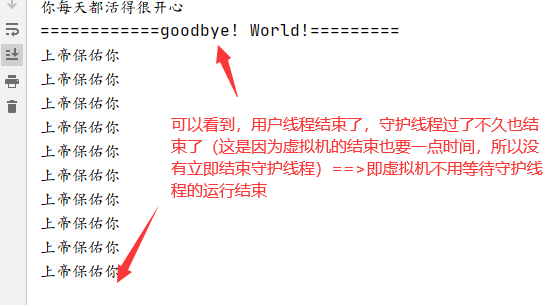 你每天都活得很开心
============goodbye! World!=========
上帝保佑你
上帝保佑你
上帝保佑你
上帝保佑你
上帝保佑你
上帝保佑你
上帝保佑你
上帝保佑你
上帝保佑你
上帝保佑你
可以看到，用户线程结束了，守护线程过了不久也结
束了（这是因为虚拟机的结束也要一点时间，所以没
有立即结束守护线程）==>即虚拟机不用等待守护线
程的运行结束